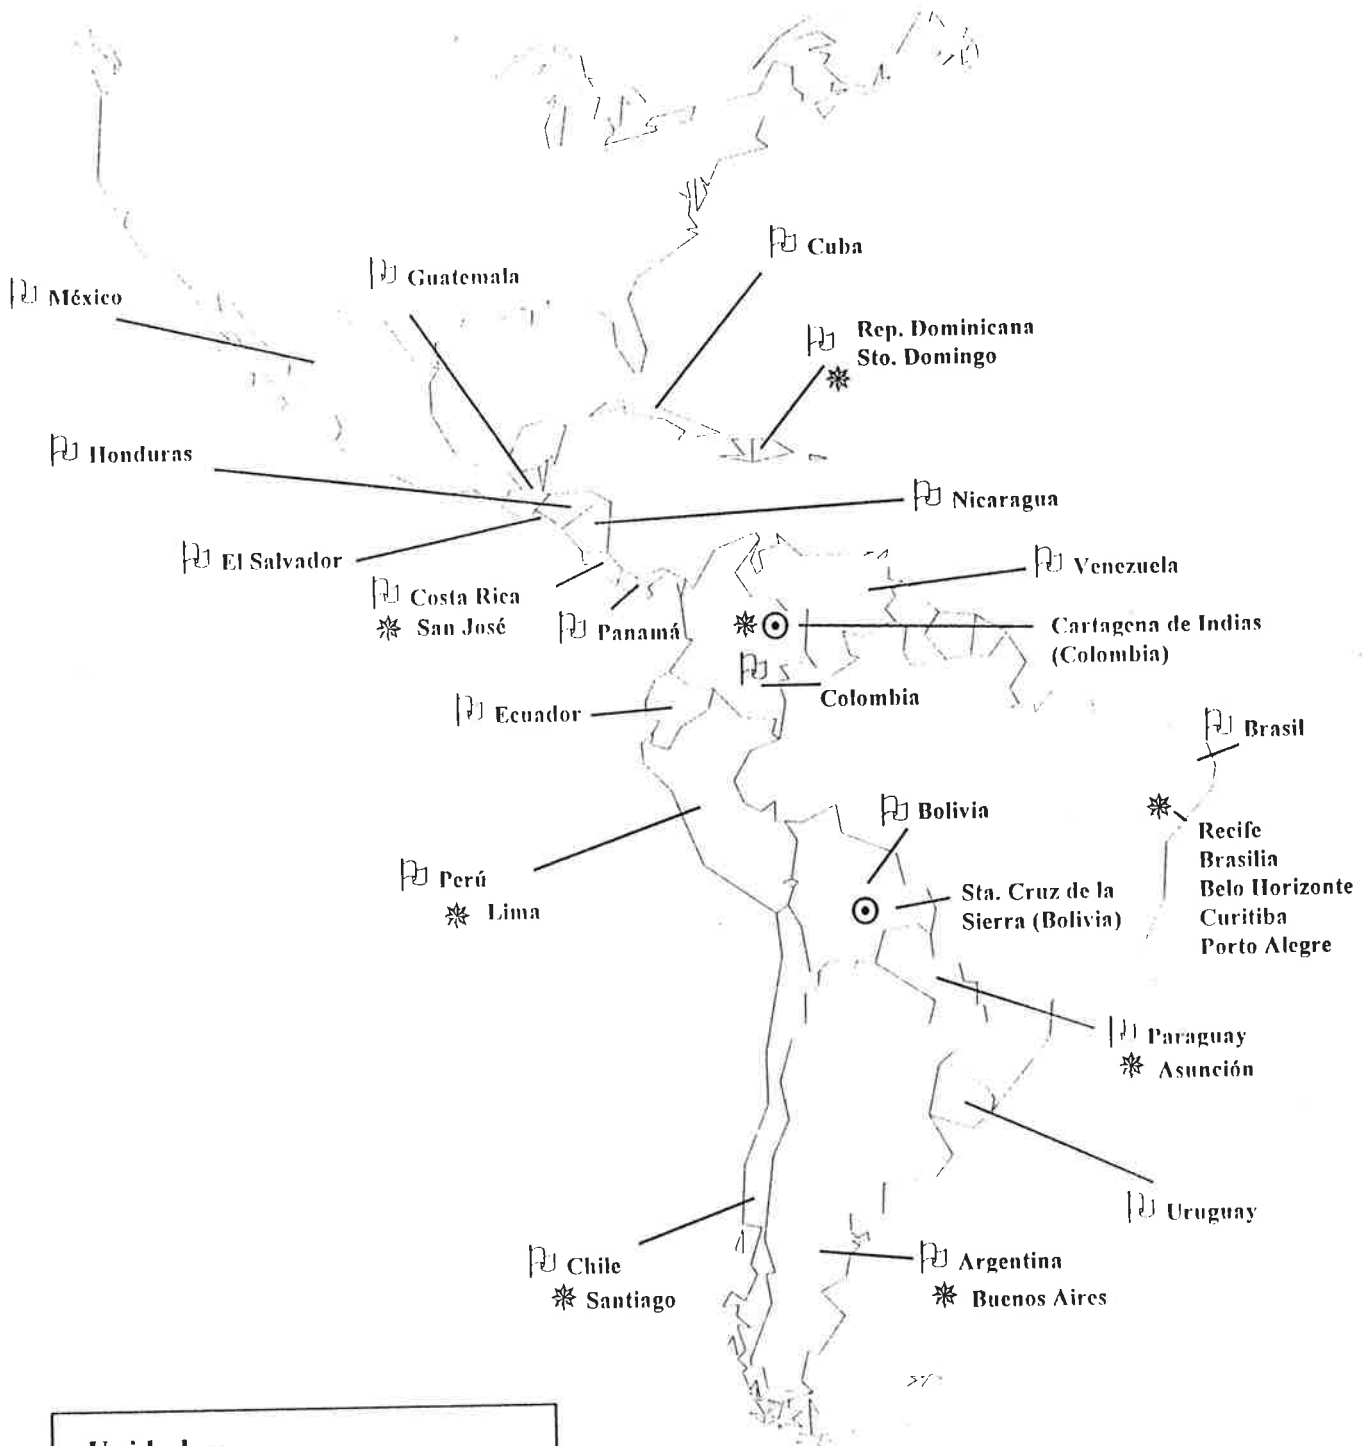 Cuba
Guatemala
México
Rep. Dominicana
Sto. Domingo
Honduras
Nicaragua
El Salvador
Venezuela
Costa Rica
San José
Panamá
Cartagena de Indias
(Colombia)
Colombia
Ecuador
Brasil
Bolivia
Recife
Brasilia
Belo Horizonte
Curitiba
Porto Alegre
Perú
Lima
Sta. Cruz de la
Sierra (Bolivia)
Paraguay
Asunción
Uruguay
Chile
Santiago
Argentina
Buenos Aires